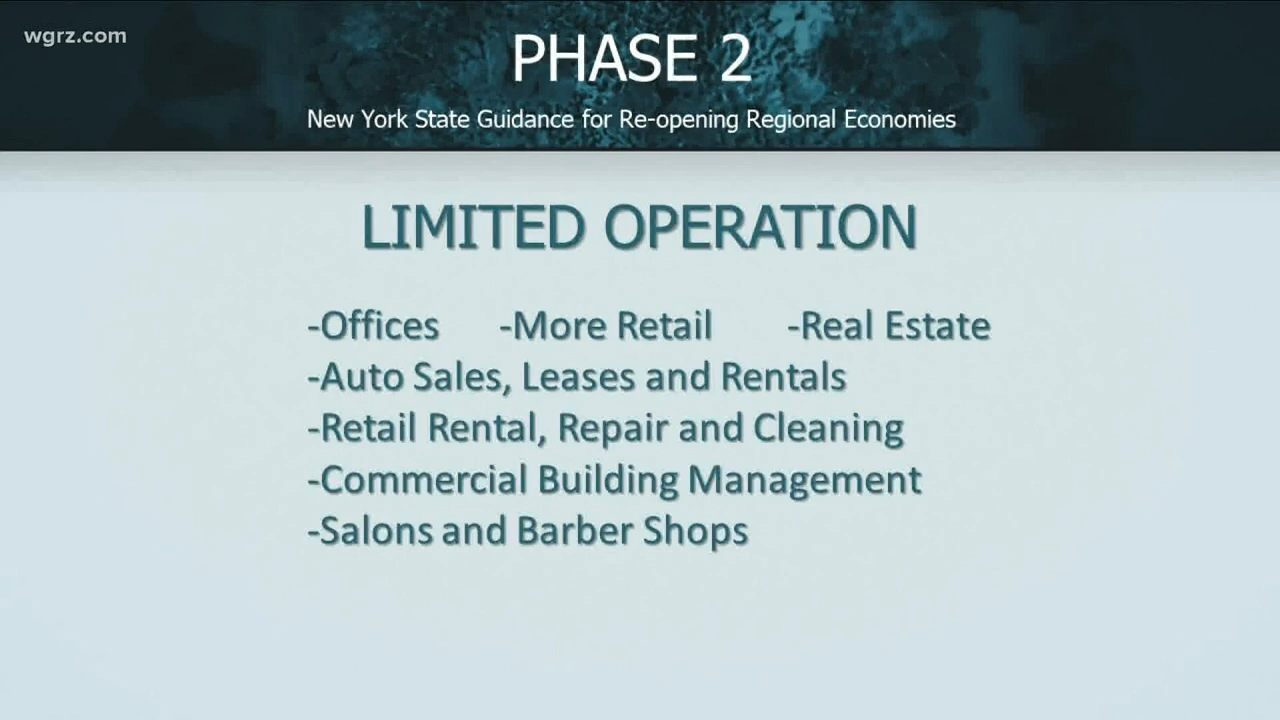 wgrz.com
PHASE 2
New York State Guidance for Re-opening Regional Economies
LIMITED OPERATION
-Offices -More Retail -Real Estate
-Auto Sales, Leases and Rentals
-Retail Rental, Repair and Cleaning
-Commercial Building Management
-Salons and Barber Shops